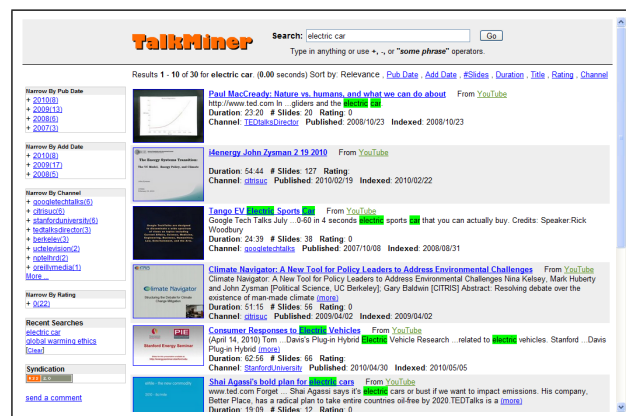 TalkMiner
Search: electric car Go
Type in anything or use +, -, or "some phrase" operators.
Results 1 - 10 of 30 for electric car. (0.00 seconds) Sort by: Relevance , Pub Date , Add Date , #Slides , Duration , Title , Rating , Channel
Narrow By Pub Date
+ 2010(8)
+ 2009(13)
+ 2008(6)
+ 2007(3)
Narrow By Add Date
+ 2010(8)
+ 2009(17)
+ 2008(5)
Narrow By Channel
+ googletechtalks(6)
+ citrisuc(6)
+ stanforduniversity(6)
+ tedtalksdirector(3)
+ berkeley(3)
+ uctelevision(2)
+ nptelhrd(2)
+ oreillymedia(1)
More ...
Narrow By Rating
+ 0(22)
Recent Searches
electric car
global warming ethics
[Clear]
Syndication
send a comment
Paul MacCready: Nature vs. humans, and what we can do about From YouTube
http://www.ted.com In ...gliders and the electric car.
Duration: 23:20 # Slides: 20 Rating: 0
Channel: TEDtalksDirector Published: 2008/10/23 Indexed: 2008/10/23
The Energy Systems Transition:
i4energy John Zysman 2 19 2010 From YouTube
Duration: 54:44 # Slides: 127 Rating:
Channel: citrisuc Published: 2010/02/19 Indexed: 2010/02/22
Tango EV Electric Sports Car From YouTube
Google Tech Talks July ...0-60 in 4 seconds electric sports car that you can actually buy. Credits: Speaker:Rick
Woodbury
Duration: 24:39 # Slides: 38 Rating: 0
Channel: googletechtalks Published: 2007/10/08 Indexed: 2008/08/31
CITRIS
Climate Navigator
Climate Navigator: A New Tool for Policy Leaders to Address Environmental Challenges From YouTube
Climate Navigator: A New Tool for Policy Leaders to Address Environmental Challenges Nina Kelsey, Mark Huberty
and John Zysman [Political Science, UC Berkeley]; Gary Baldwin [CITRIS] Abstract: Resolving debate over the
existence of man-made climate (more)
Duration: 51:15 # Slides: 56 Rating: 0
Channel: citrisuc Published: 2009/04/02 Indexed: 2009/04/02
PIE
Stanford Energy Seminar
Consumer Responses to Electric Vehicles From YouTube
(April 14, 2010) Tom ...Davis's Plug-in Hybrid Electric Vehicle Research ...related to electric vehicles. Stanford ...Davis
Plug-in Hybrid (more)
Duration: 62:56 # Slides: 66 Rating:
Channel: StanfordUniversity Published: 2010/04/30 Indexed: 2010/05/05
Shai Agassi's bold plan for electric cars From YouTube
www.ted.com Forget ... Shai Agassi says it's electric cars or bust if we want to impact emissions. His company,
Better Place, has a radical plan to take entire countries oil-free by 2020.TEDTalks is a (more)
Duration: 19:09 # Slides: 12 Rating: 0